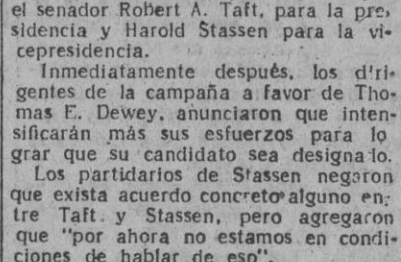 el senador Robert A. Taft, para la pre-
sidencia y Harold Stassen para la vi-
cepresidencia.
Inmediatamente después, los d'ri-
gentes de la campaña a favor de Tho-
mas E. Dewey, anunciaron que inten-
sificarán más sus esfuerzos para lo
grar que su candidato sea designado.
Los partidarios de Stassen negaron
que exista acuerdo concreto alguno en-
tre Taft y Stassen, pero agregaron
que "por ahora no estamos en condi-
ciones de hablar de eso".